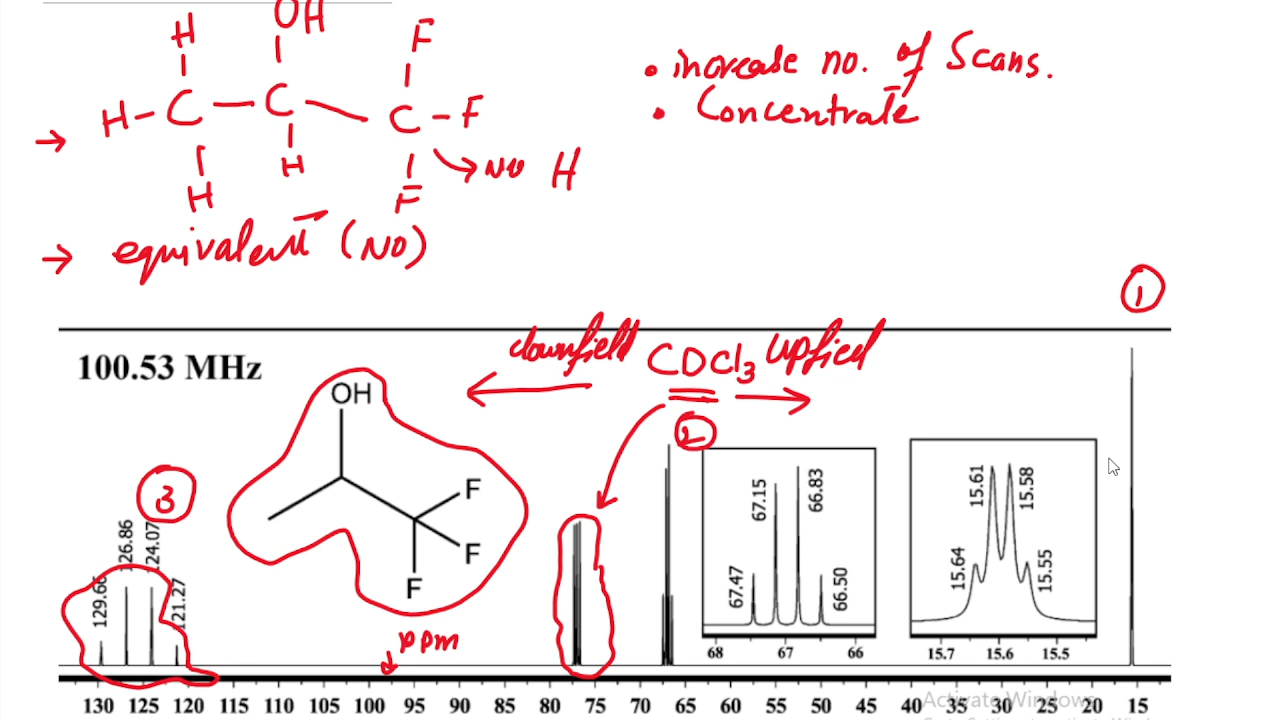 H OH F
H-C-C-C-F
H H F
→ NO H
→ equivalent (NO)
• increase no. of Scans.
• Concentrate
1
100.53 MHz
downfield CDCl3 Upfied
OH
F
F
F
3
129.66 126.86 124.07 121.27
ppm
2
67.47 67.15 66.83 66.50
68 67 66
15.64 15.61 15.58 15.55
15.7 15.6 15.5
130 125 120 115 110 105 100 95 90 85 80 75 70 65 60 55 50 45 40 35 30 25 20 15
Activate Windows